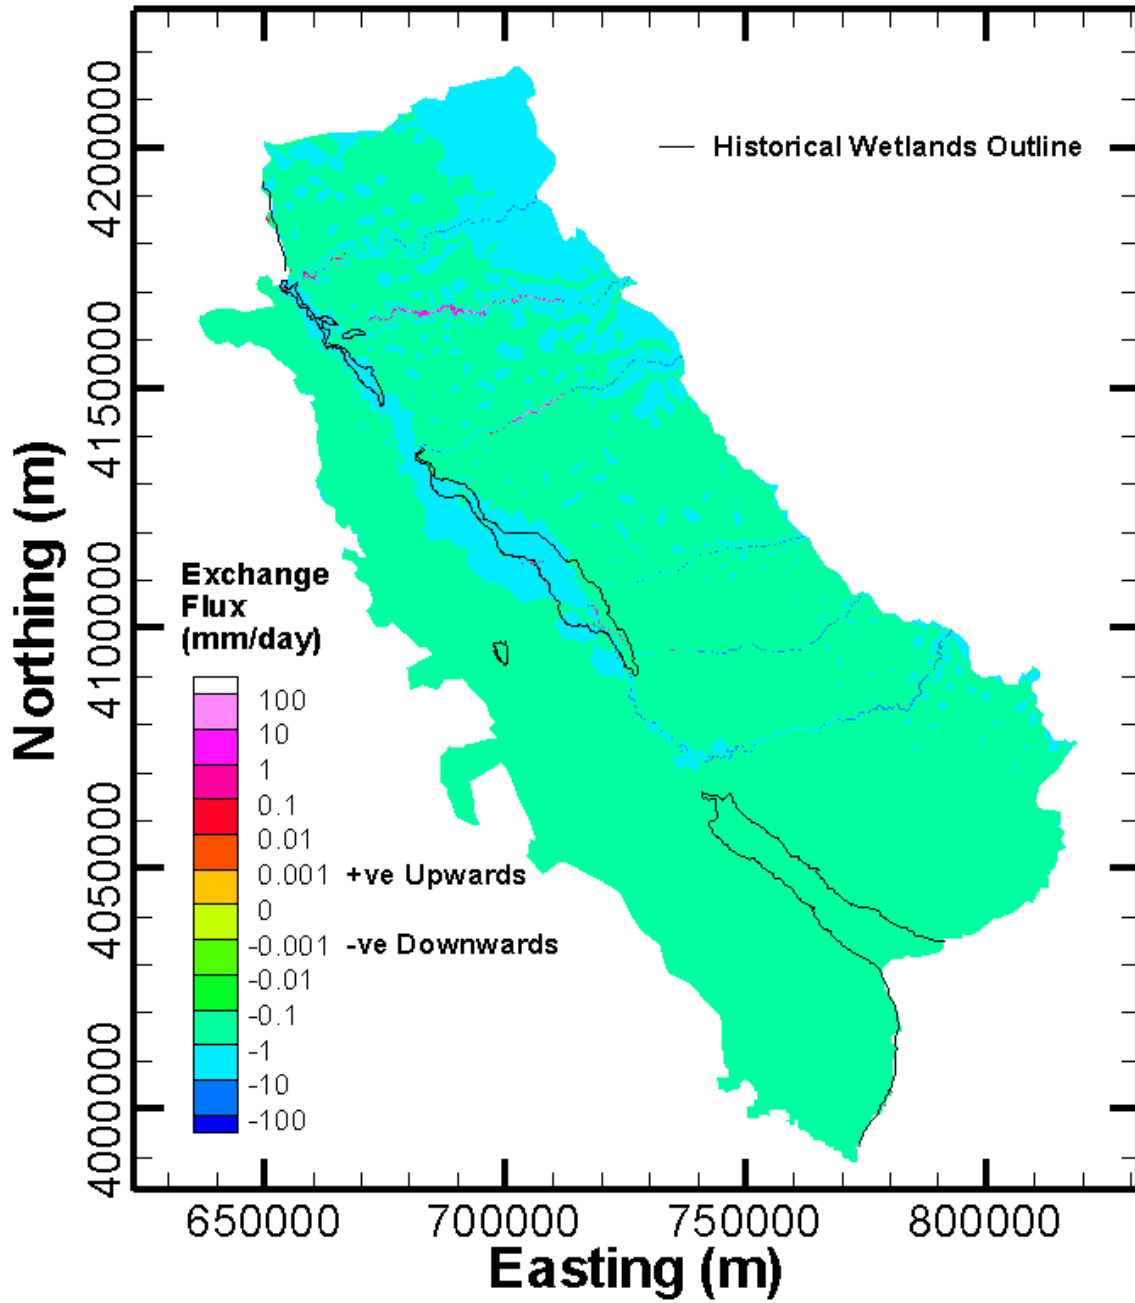 Historical Wetlands Outline
Northing (m)
4200000
4150000
4100000
4050000
4000000
Exchange
Flux
(mm/day)
100
10
1
0.1
0.01
0.001 +ve Upwards
0
-0.001 -ve Downwards
-0.01
-0.1
-1
-10
-100
650000 700000 750000 800000
Easting (m)